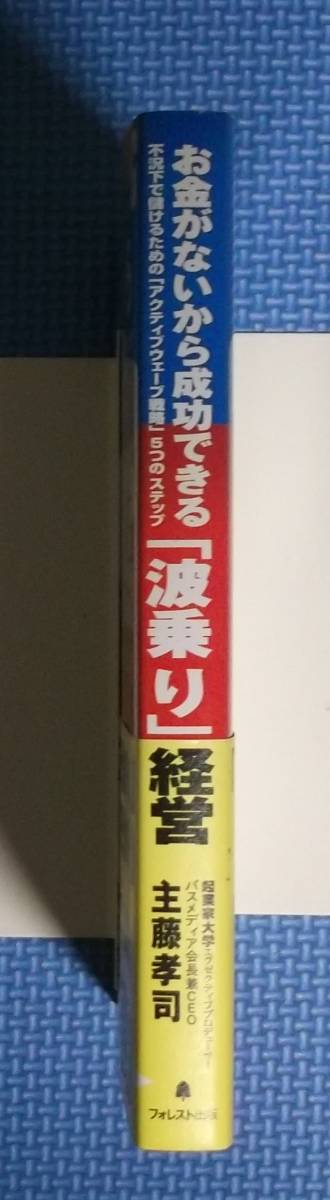 お金がないから成功できる「波乗り」経営
不況下で儲けるための「アクティブウェーブ戦略」5つのステップ
起業家大学エグゼクティブプロデューサー
パスメディア会長兼CEO
主藤孝司
フォレスト出版